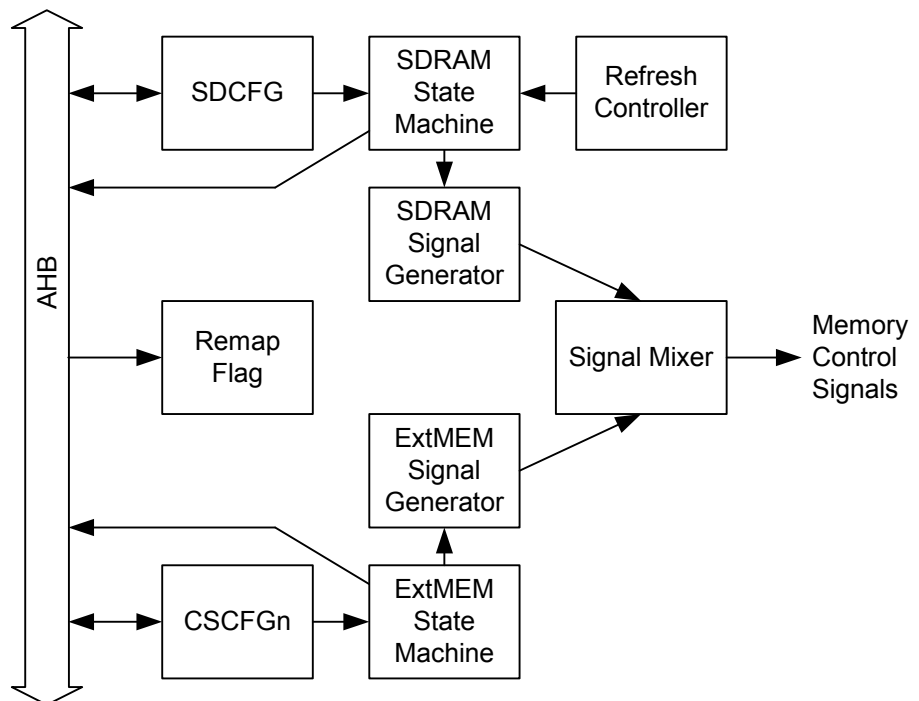 SDCFG
SDRAM
State
Machine
Refresh
Controller
SDRAM
Signal
Generator
AHB
Remap
Flag
Signal Mixer
Memory
Control
Signals
ExtMEM
Signal
Generator
CSCFGn
ExtMEM
State
Machine